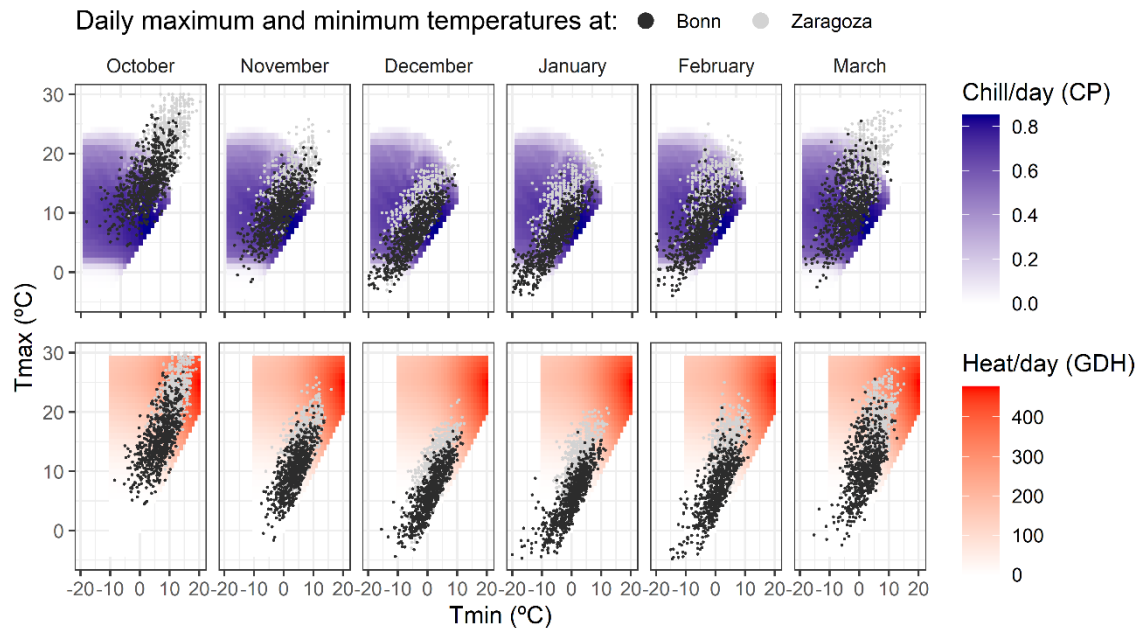 Daily maximum and minimum temperatures at: Bonn Zaragoza
October November December January February March
30
20
10
0
Chill/day (CP)
0.8
0.6
0.4
0.2
0.0
Tmax (ºC)
30
20
10
0
Heat/day (GDH)
400
300
200
100
0
-20 -10 0 10 20 -20 -10 0 10 20 -20 -10 0 10 20 -20 -10 0 10 20 -20 -10 0 10 20 -20 -10 0 10 20
Tmin (ºC)